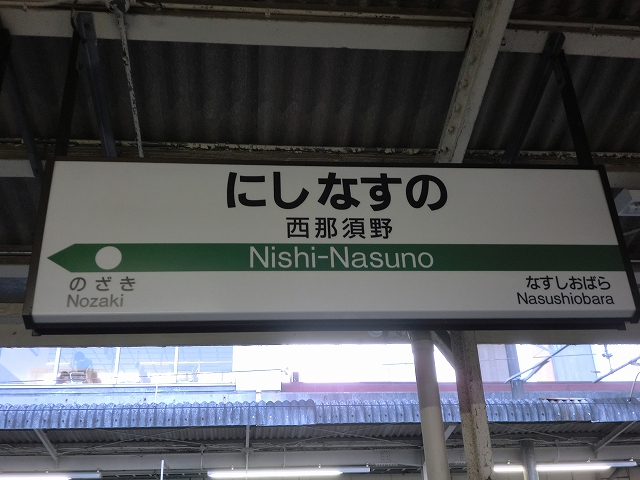 にしなすの
西那須野
Nishi-Nasuno
のざき
Nozaki
なすしおばら
Nasushiobara